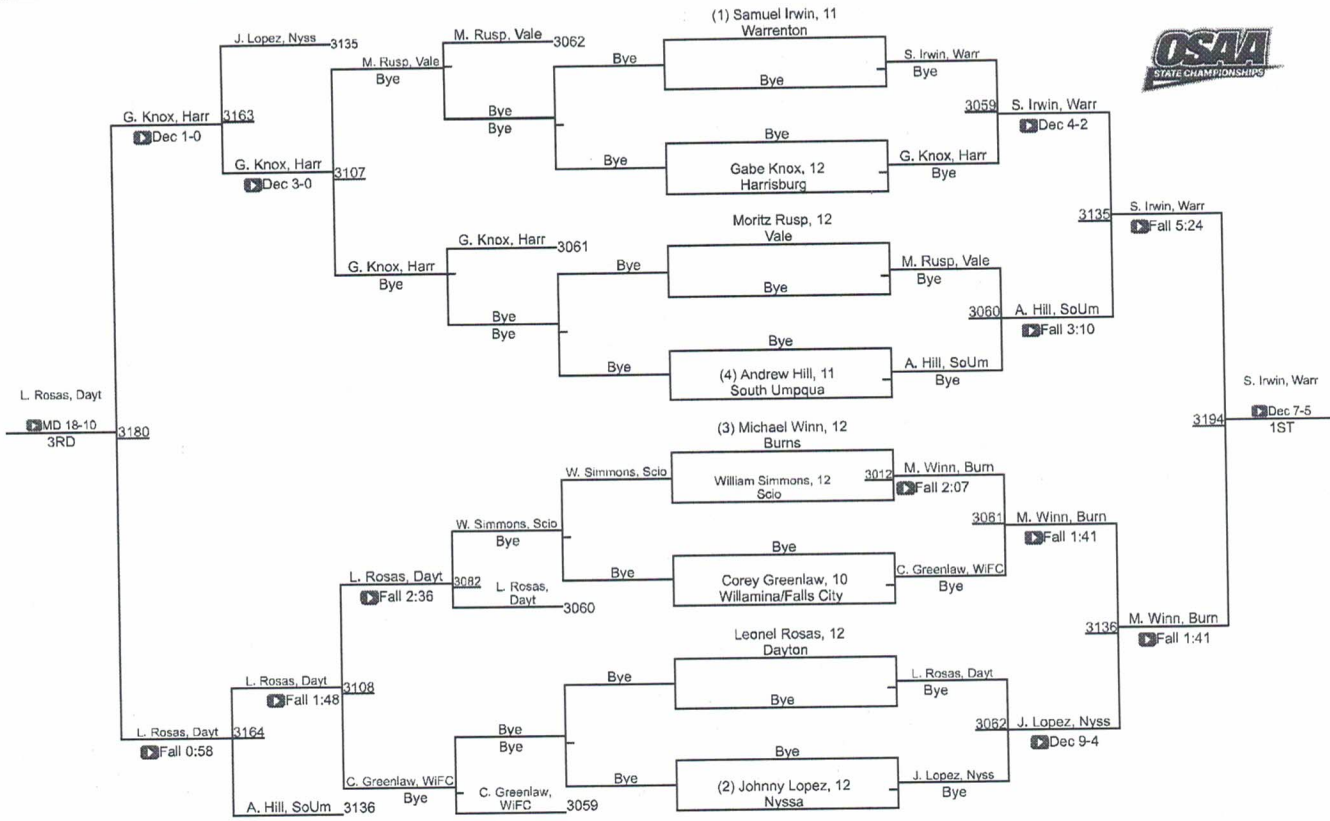 (1) Samuel Irwin, 11
Warrenton
Bye
S. Irwin, Warr
Bye
Bye
Gabe Knox, 12
Harrisburg
G. Knox, Harr
Bye
3059
S. Irwin, Warr
Dec 4-2
Moritz Rusp, 12
Vale
Bye
M. Rusp, Vale
Bye
Bye
(4) Andrew Hill, 11
South Umpqua
A. Hill, SoUm
Bye
3060
A. Hill, SoUm
Fall 3:10
3135
S. Irwin, Warr
Fall 5:24
(3) Michael Winn, 12
Burns
William Simmons, 12
Scio
3012
M. Winn, Burn
Fall 2:07
Bye
Corey Greenlaw, 10
Willamina/Falls City
C. Greenlaw, WiFC
Bye
3061
M. Winn, Burn
Fall 1:41
Leonel Rosas, 12
Dayton
Bye
L. Rosas, Dayt
Bye
Bye
(2) Johnny Lopez, 12
Nyssa
J. Lopez, Nyss
Bye
3062
J. Lopez, Nyss
Dec 9-4
3136
M. Winn, Burn
Fall 1:41
3194
S. Irwin, Warr
Dec 7-5
1ST
OSAA
STATE CHAMPIONSHIPS
J. Lopez, Nyss
3135
M. Rusp, Vale
3062
Bye
Bye
Bye
Bye
M. Rusp, Vale
Bye
G. Knox, Harr
3061
Bye
Bye
Bye
Bye
G. Knox, Harr
Bye
3107
G. Knox, Harr
Dec 3-0
3163
G. Knox, Harr
Dec 1-0
W. Simmons, Scio
Bye
W. Simmons, Scio
Bye
L. Rosas,
Dayt
3060
3082
L. Rosas, Dayt
Fall 2:36
Bye
Bye
Bye
Bye
C. Greenlaw,
WiFC
3059
C. Greenlaw, WiFC
Bye
3108
L. Rosas, Dayt
Fall 1:48
A. Hill, SoUm
3136
3164
L. Rosas, Dayt
Fall 0:58
3180
L. Rosas, Dayt
MD 18-10
3RD